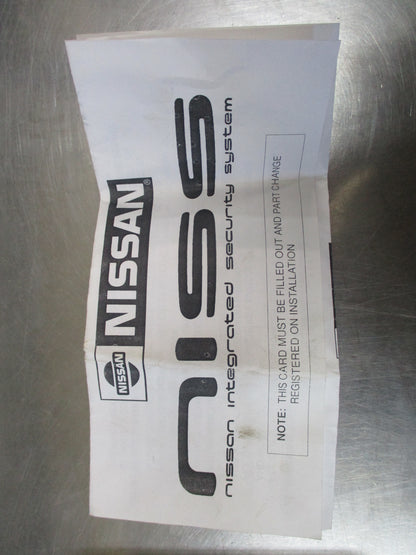 NISSAN
NISSAN®
niss
nissan integrated security system
NOTE: THIS CARD MUST BE FILLED OUT AND PART CHANGE
REGISTERED ON INSTALLATION